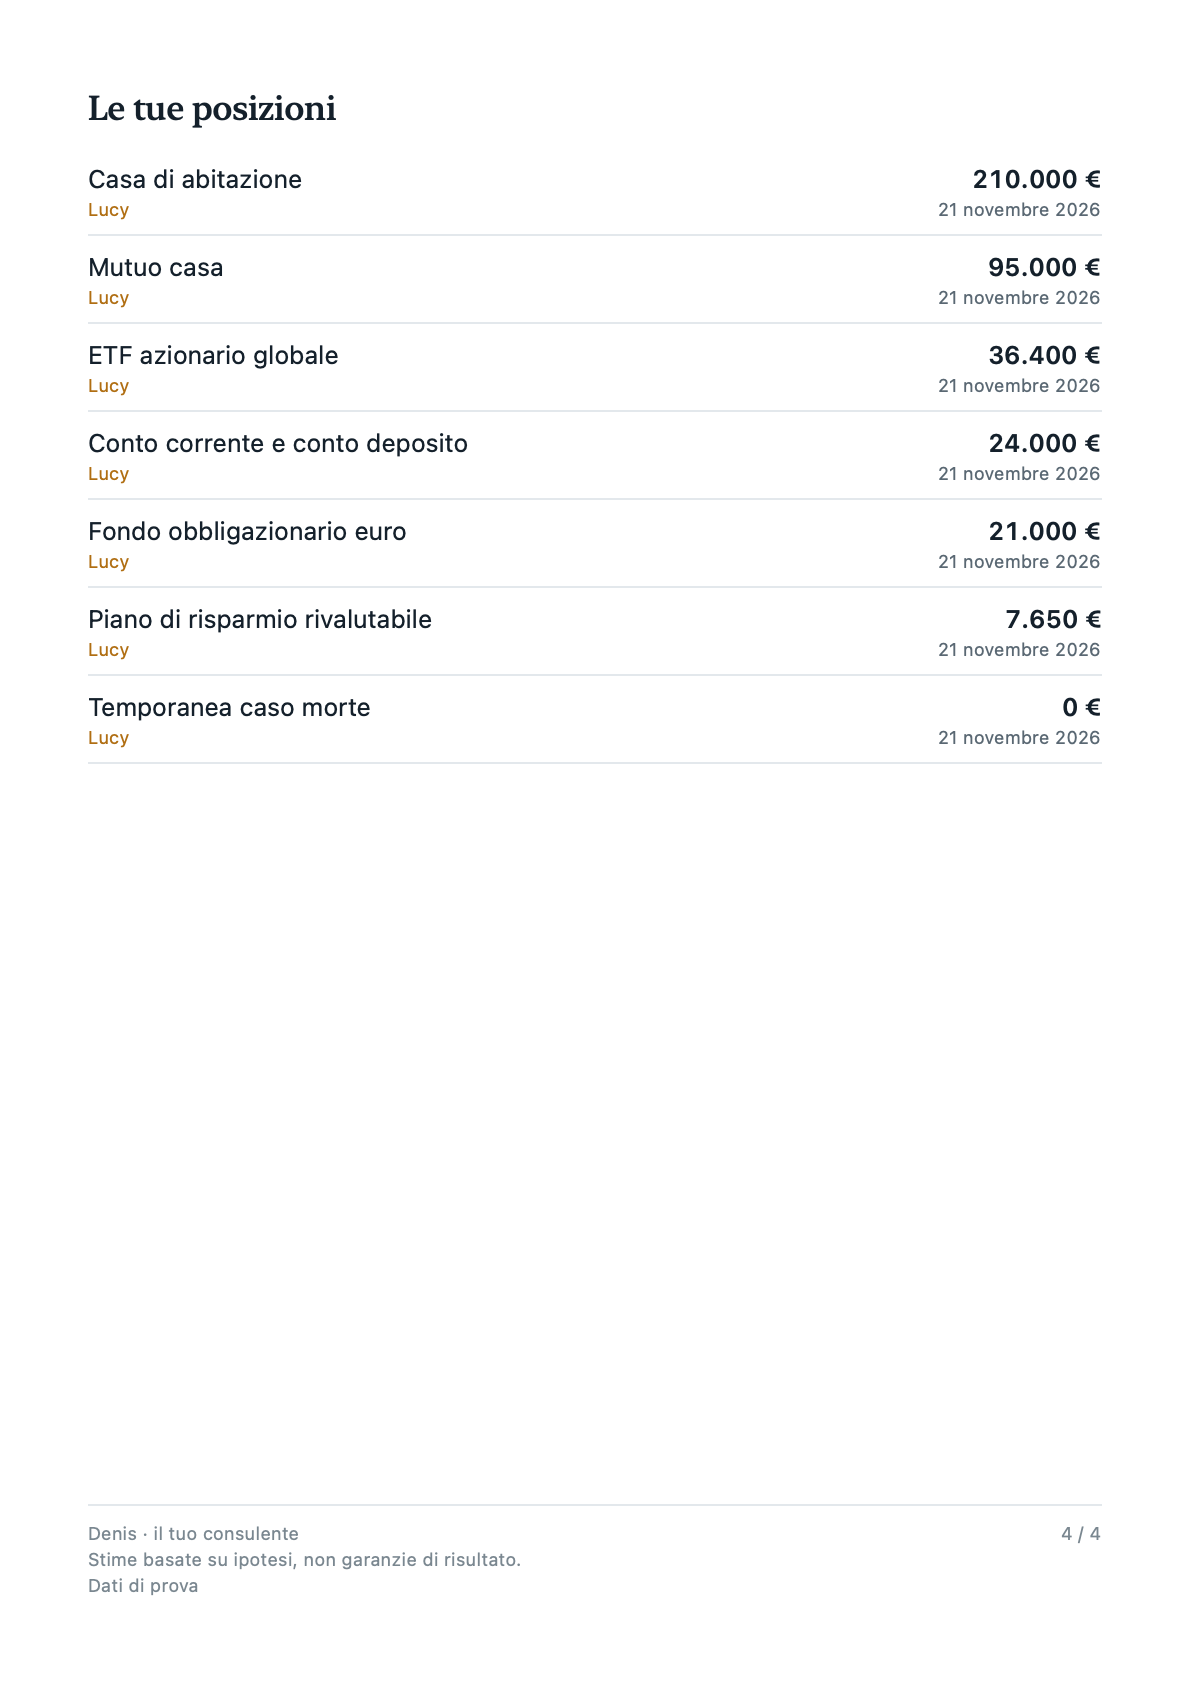 Le tue posizioni
Casa di abitazione 210.000 €
Lucy 21 novembre 2026
Mutuo casa 95.000 €
Lucy 21 novembre 2026
ETF azionario globale 36.400 €
Lucy 21 novembre 2026
Conto corrente e conto deposito 24.000 €
Lucy 21 novembre 2026
Fondo obbligazionario euro 21.000 €
Lucy 21 novembre 2026
Piano di risparmio rivalutabile 7.650 €
Lucy 21 novembre 2026
Temporanea caso morte 0 €
Lucy 21 novembre 2026
Denis · il tuo consulente 4 / 4
Stime basate su ipotesi, non garanzie di risultato.
Dati di prova